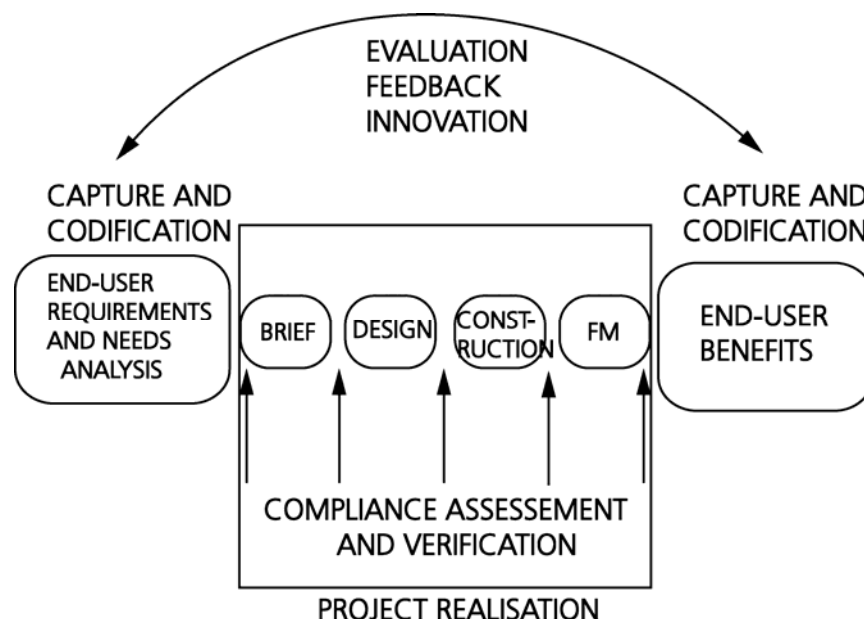 EVALUATION
FEEDBACK
INNOVATION
CAPTURE AND
CODIFICATION
CAPTURE AND
CODIFICATION
END-USER
REQUIREMENTS
AND NEEDS
ANALYSIS
BRIEF
DESIGN
CONST-
RUCTION
FM
END-USER
BENEFITS
COMPLIANCE ASSESSEMENT
AND VERIFICATION
PROJECT REALISATION